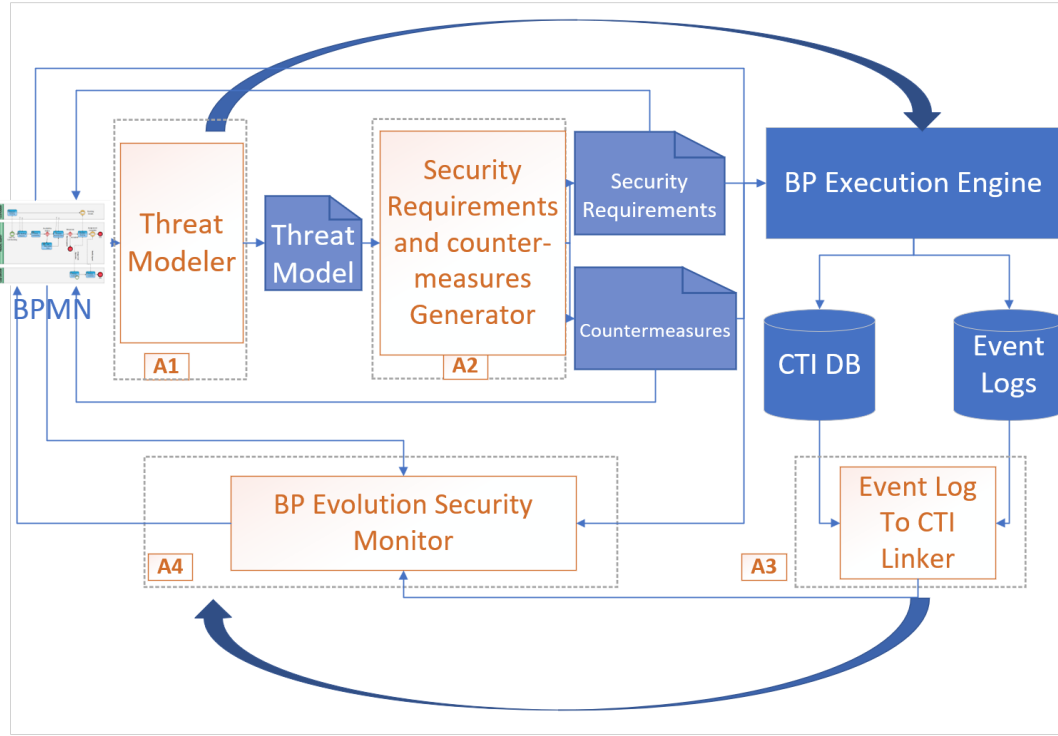 BPMN
Threat
Modeler
A1
Threat
Model
Security
Requirements
and counter-
measures
Generator
A2
Security
Requirements
Countermeasures
BP Execution Engine
CTI DB
Event
Logs
Event Log
To CTI
Linker
A3
BP Evolution Security
Monitor
A4